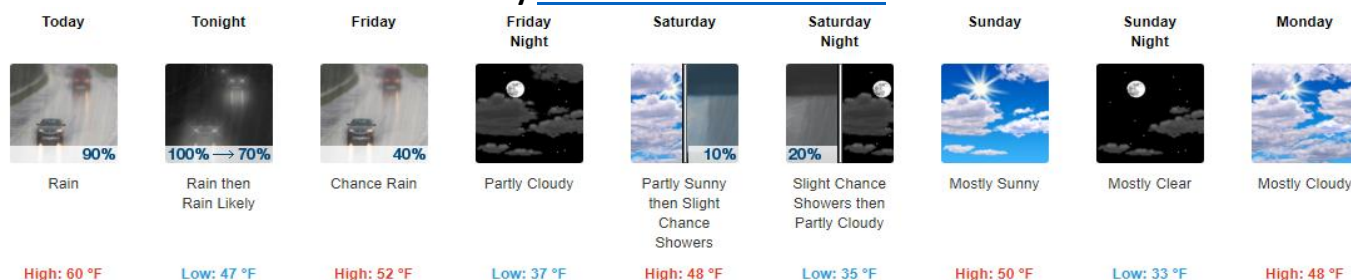 Today
Tonight
Friday
Friday
Night
Saturday
Saturday
Night
Sunday
Sunday
Night
Monday
90%
100%→70%
40%
10%
20%
Rain
Rain then
Rain Likely
Chance Rain
Partly Cloudy
Partly Sunny
then Slight
Chance
Showers
Slight Chance
Showers then
Partly Cloudy
Mostly Sunny
Mostly Clear
Mostly Cloudy
High: 60 °F
Low: 47 °F
High: 52 °F
Low: 37 °F
High: 48 °F
Low: 35 °F
High: 50 °F
Low: 33 °F
High: 48 °F